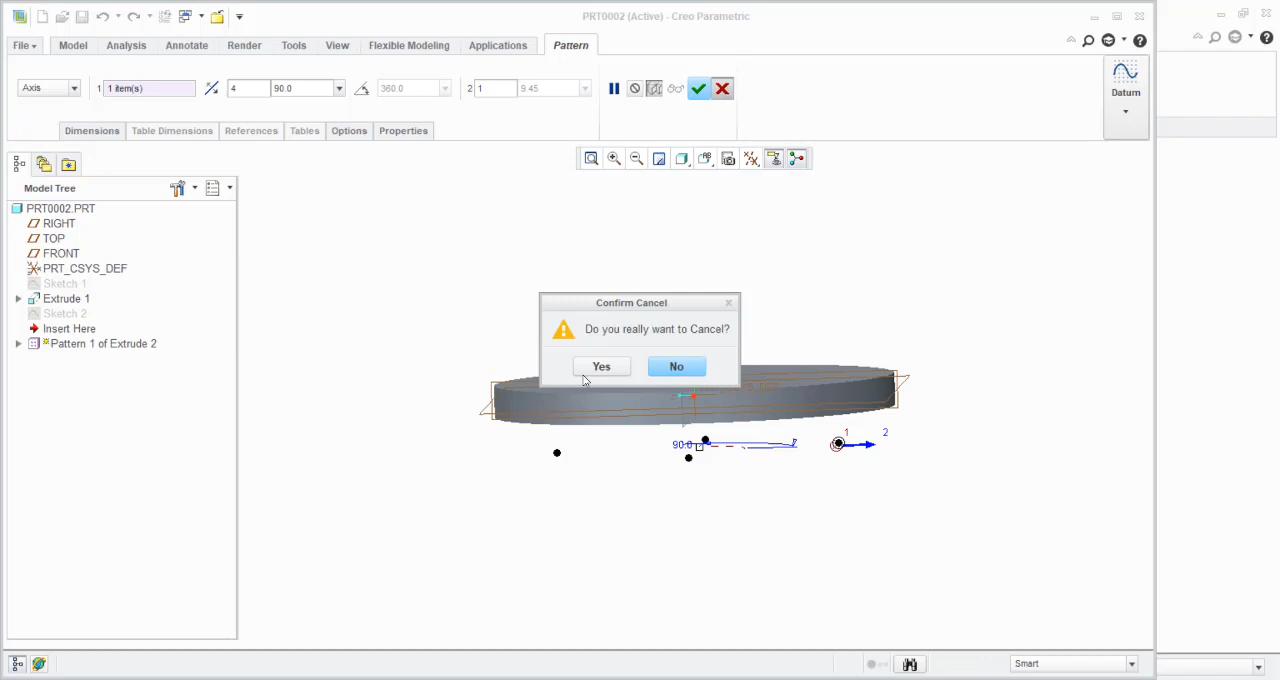 PRT0002 (Active) - Creo Parametric
File
Model
Analysis
Annotate
Render
Tools
View
Flexible Modeling
Applications
Pattern
Axis
1
1 item(s)
4
90.0
360.0
2
1
9.45
Datum
Dimensions
Table Dimensions
References
Tables
Options
Properties
Model Tree
PRT0002.PRT
RIGHT
TOP
FRONT
PRT_CSYS_DEF
Sketch 1
Extrude 1
Sketch 2
Insert Here
Pattern 1 of Extrude 2
Confirm Cancel
Do you really want to Cancel?
Yes
No
90.0
1
2
Smart